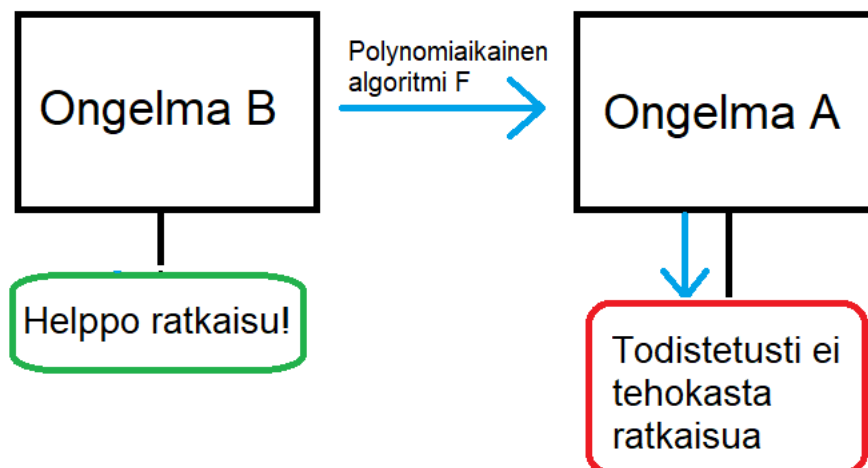 Ongelma B
Polynomiaikainen
algoritmi F
Ongelma A
Helppo ratkaisu!
Todistetusti ei
tehokasta
ratkaisua